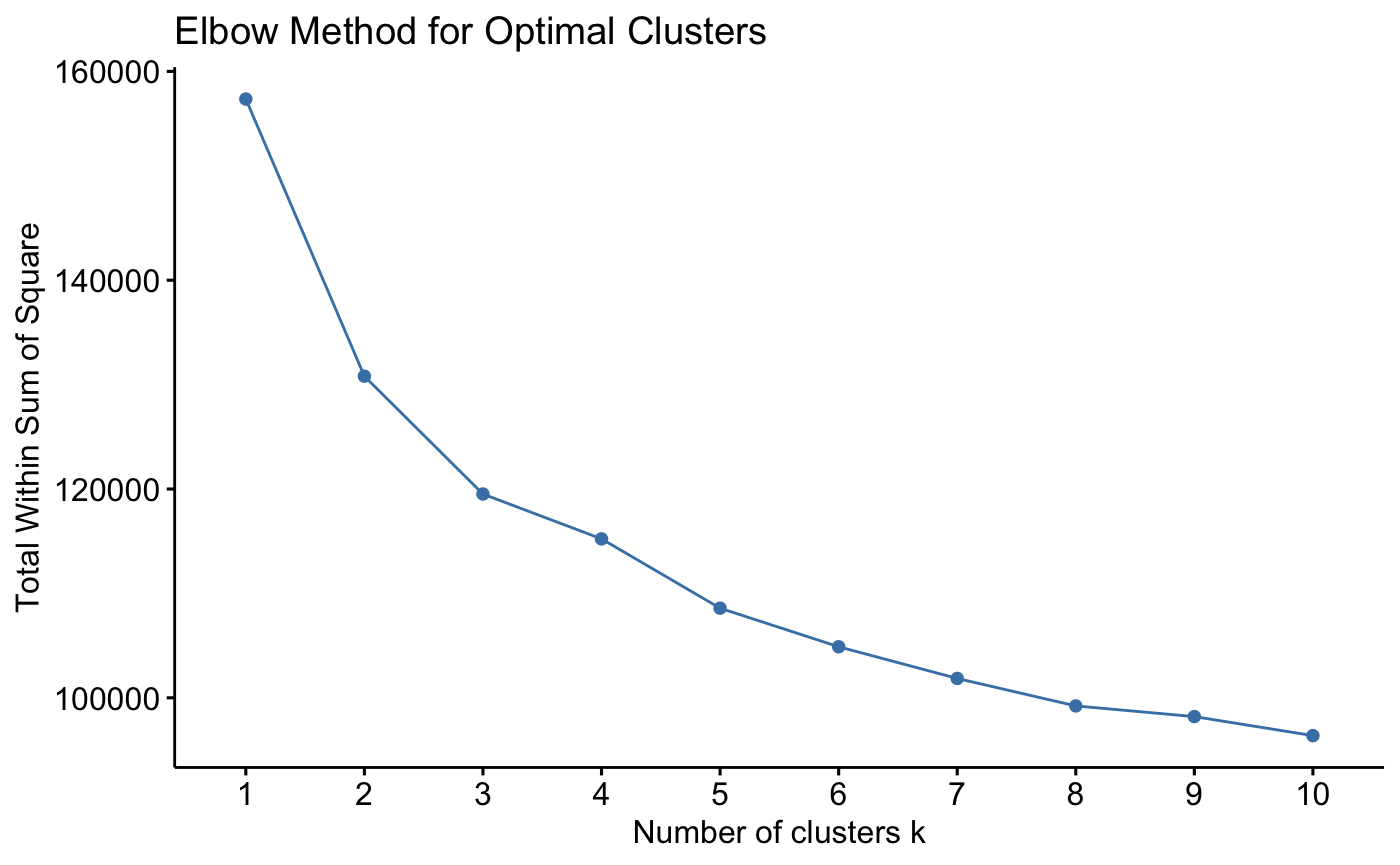 Elbow Method for Optimal Clusters
160000
140000
120000
100000
Total Within Sum of Square
1 2 3 4 5 6 7 8 9 10
Number of clusters k